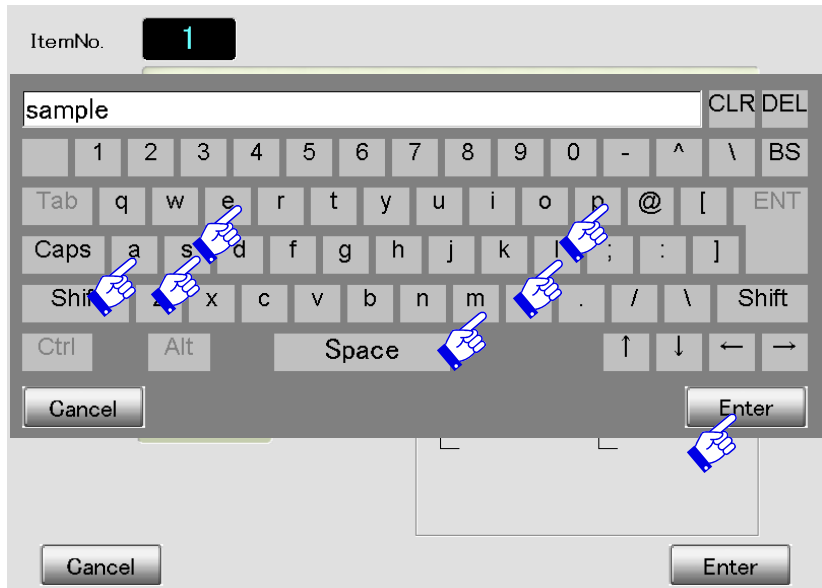 ItemNo. 1
sample CLR DEL
1 2 3 4 5 6 7 8 9 0 - ^ \ BS
Tab q w e r t y u i o p @ [ ENT
Caps a s d f g h j k l ; : ]
Shift z x c v b n m . / \ Shift
Ctrl Alt Space ↑ ↓ ← →
Cancel Enter
Cancel Enter